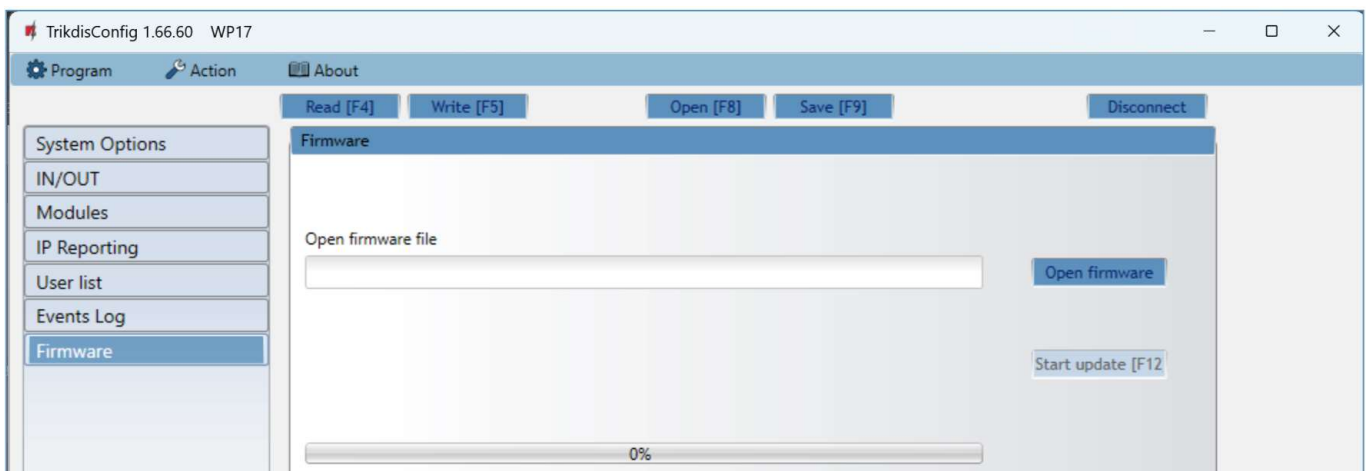 TrikdisConfig 1.66.60 WP17
Program Action About
Read [F4] Write [F5] Open [F8] Save [F9] Disconnect
System Options
IN/OUT
Modules
IP Reporting
User list
Events Log
Firmware
Firmware
Open firmware file
Open firmware
Start update [F12
0%